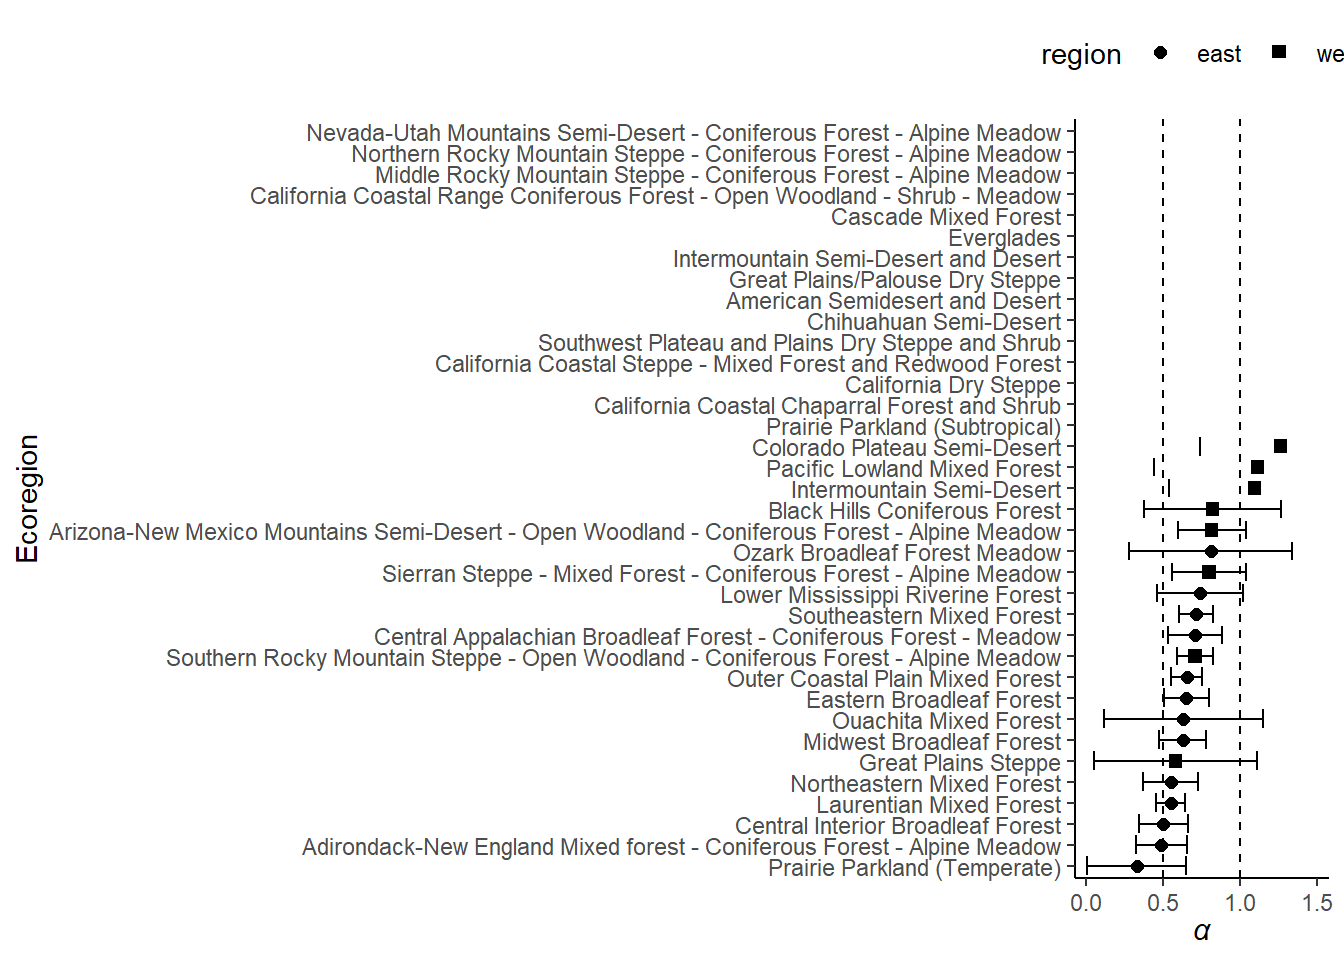 region east we
Nevada-Utah Mountains Semi-Desert - Coniferous Forest - Alpine Meadow
Northern Rocky Mountain Steppe - Coniferous Forest - Alpine Meadow
Middle Rocky Mountain Steppe - Coniferous Forest - Alpine Meadow
California Coastal Range Coniferous Forest - Open Woodland - Shrub - Meadow
Cascade Mixed Forest
Everglades
Intermountain Semi-Desert and Desert
Great Plains/Palouse Dry Steppe
American Semidesert and Desert
Chihuahuan Semi-Desert
Southwest Plateau and Plains Dry Steppe and Shrub
California Coastal Steppe - Mixed Forest and Redwood Forest
California Dry Steppe
California Coastal Chaparral Forest and Shrub
Prairie Parkland (Subtropical)
Colorado Plateau Semi-Desert
Pacific Lowland Mixed Forest
Intermountain Semi-Desert
Black Hills Coniferous Forest
Arizona-New Mexico Mountains Semi-Desert - Open Woodland - Coniferous Forest - Alpine Meadow
Ozark Broadleaf Forest Meadow
Sierran Steppe - Mixed Forest - Coniferous Forest - Alpine Meadow
Lower Mississippi Riverine Forest
Southeastern Mixed Forest
Central Appalachian Broadleaf Forest - Coniferous Forest - Meadow
Southern Rocky Mountain Steppe - Open Woodland - Coniferous Forest - Alpine Meadow
Outer Coastal Plain Mixed Forest
Eastern Broadleaf Forest
Ouachita Mixed Forest
Midwest Broadleaf Forest
Great Plains Steppe
Northeastern Mixed Forest
Laurentian Mixed Forest
Central Interior Broadleaf Forest
Adirondack-New England Mixed forest - Coniferous Forest - Alpine Meadow
Prairie Parkland (Temperate)
Ecoregion
0.0 0.5 1.0 1.5
α